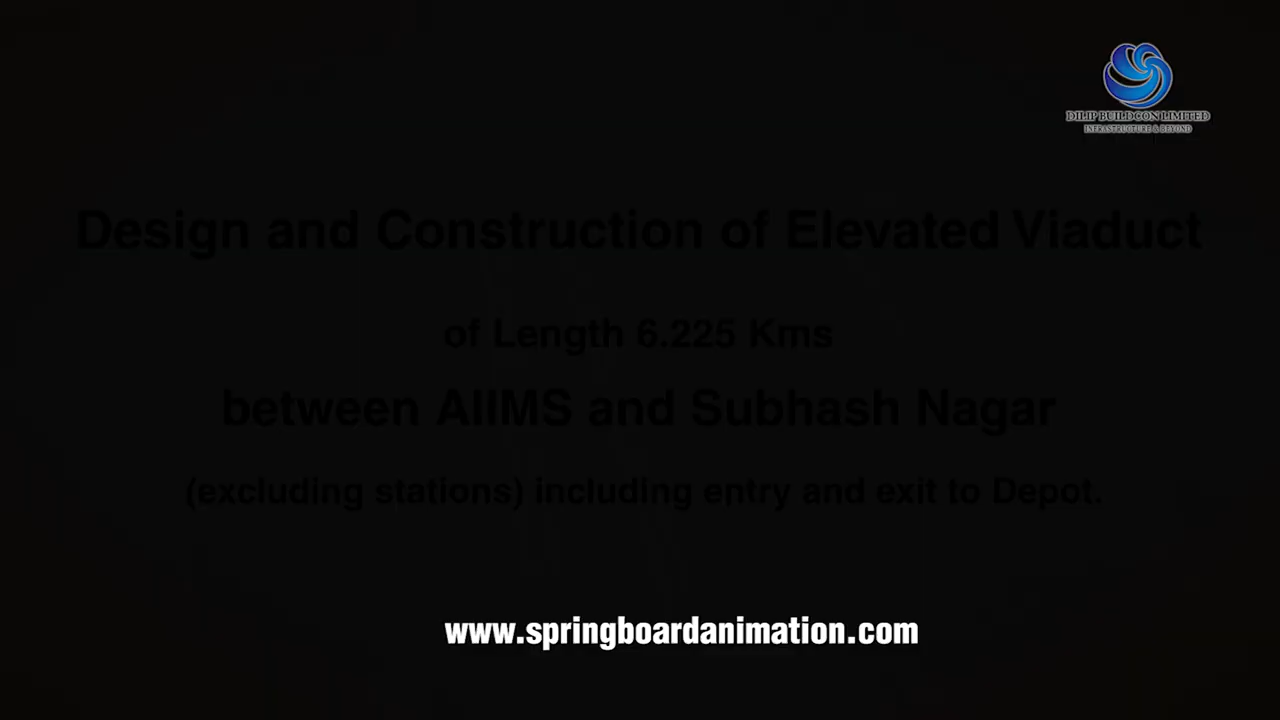 DILIP BUILDCON LIMITED
INFRASTRUCTURE & BEYOND
Design and Construction of Elevated Viaduct
of Length 6.225 Kms
between AIIMS and Subhash Nagar
(excluding stations) including entry and exit to Depot.
www.springboardanimation.com